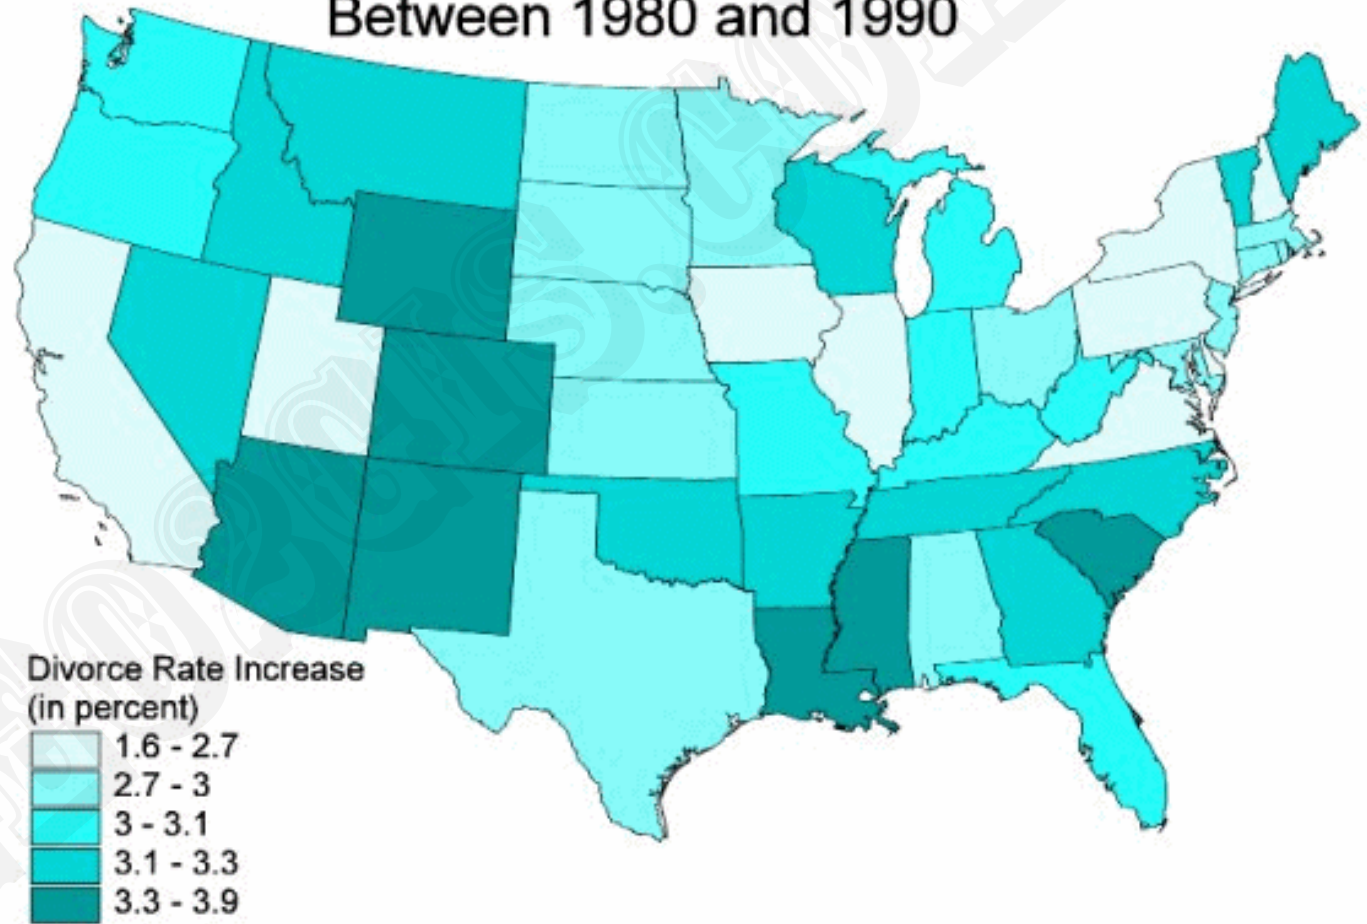 Between 1980 and 1990
Divorce Rate Increase
(in percent)
1.6 - 2.7
2.7 - 3
3 - 3.1
3.1 - 3.3
3.3 - 3.9